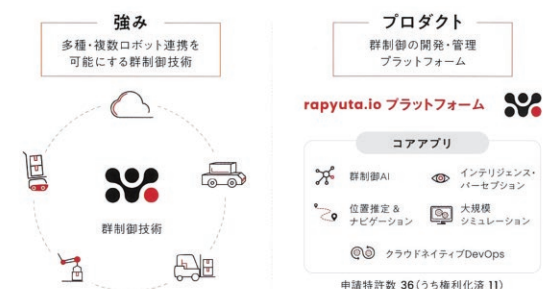 強み
多種・複数ロボット連携を
可能にする群制御技術
群制御技術
プロダクト
群制御の開発・管理
プラットフォーム
rapyuta.io プラットフォーム
コアアプリ
群制御AI
インテリジェンス・
パーセプション
位置推定 &
ナビゲーション
大規模
シミュレーション
クラウドネイティブDevOps
申請特許数 36(うち権利化済 11)